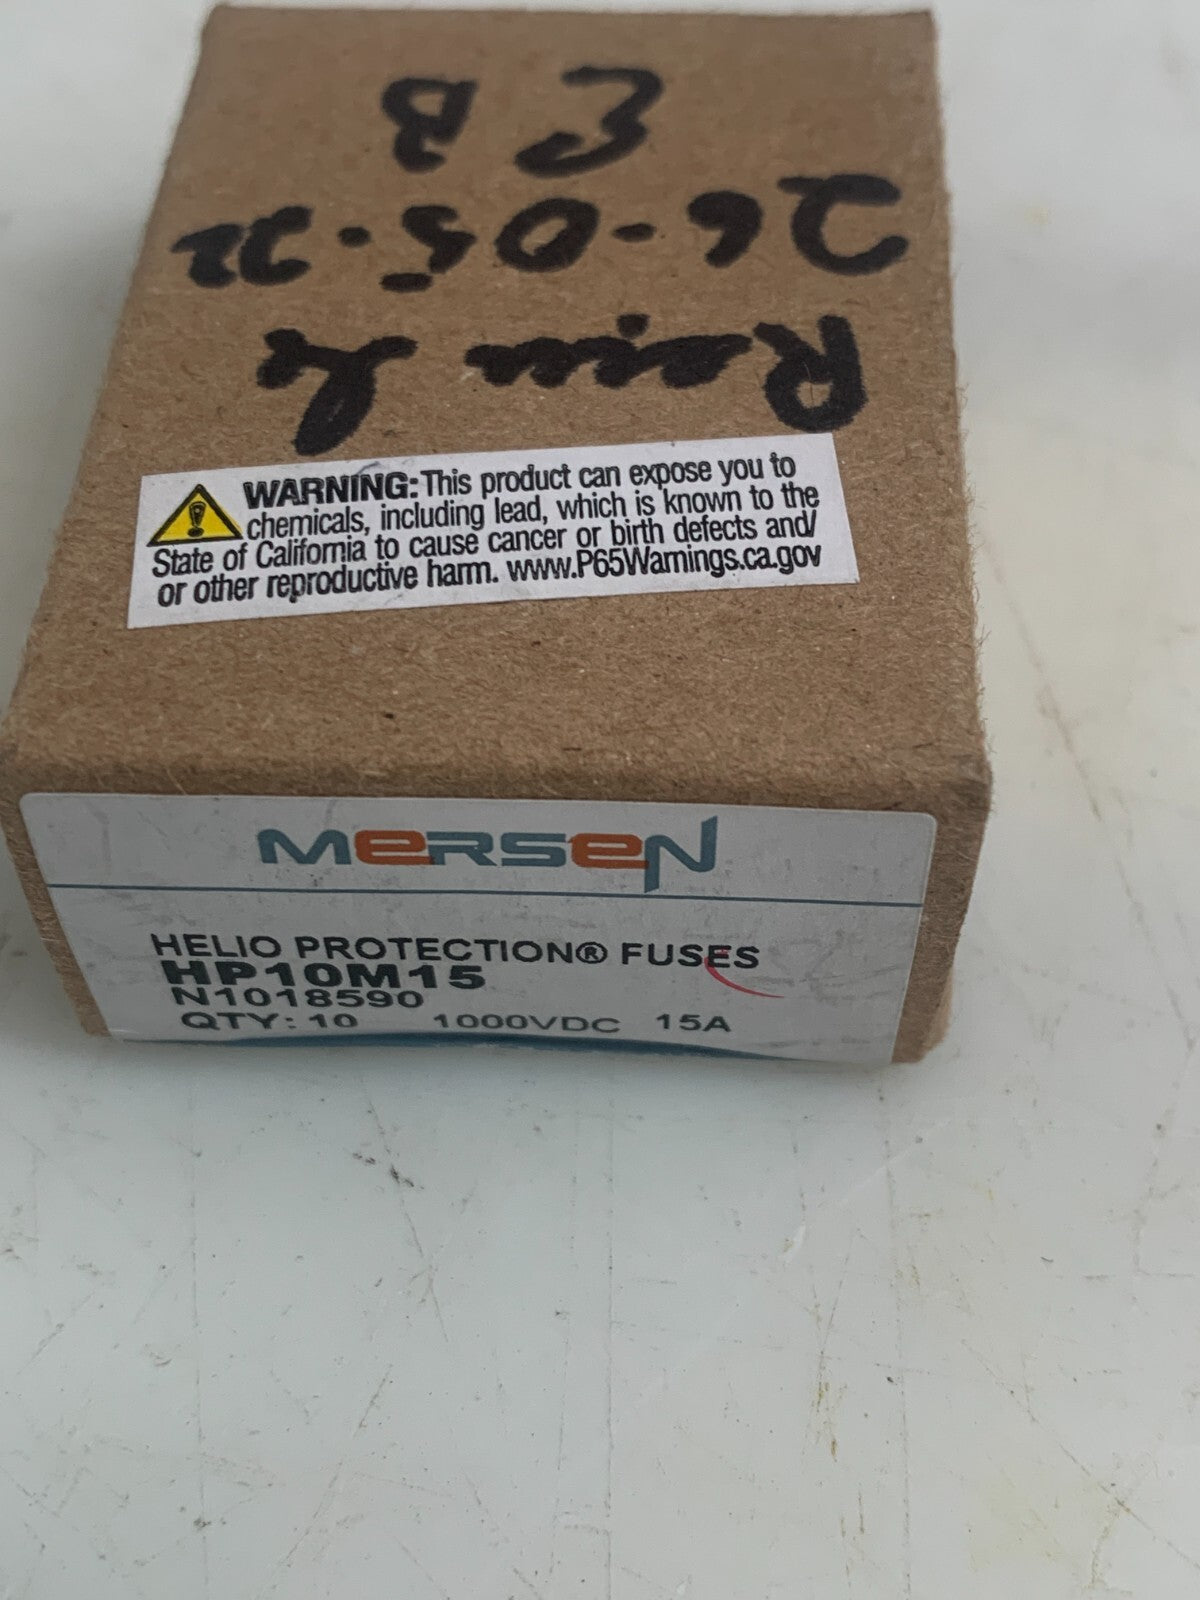 E B
26-05-22
WARNING: This product can expose you to
chemicals, including lead, which is known to the
State of California to cause cancer or birth defects and/
or other reproductive harm. www.P65Warnings.ca.gov
MERSEN
HELIO PROTECTION® FUSES
HP10M15
N1018590
QTY: 10 1000VDC 15A